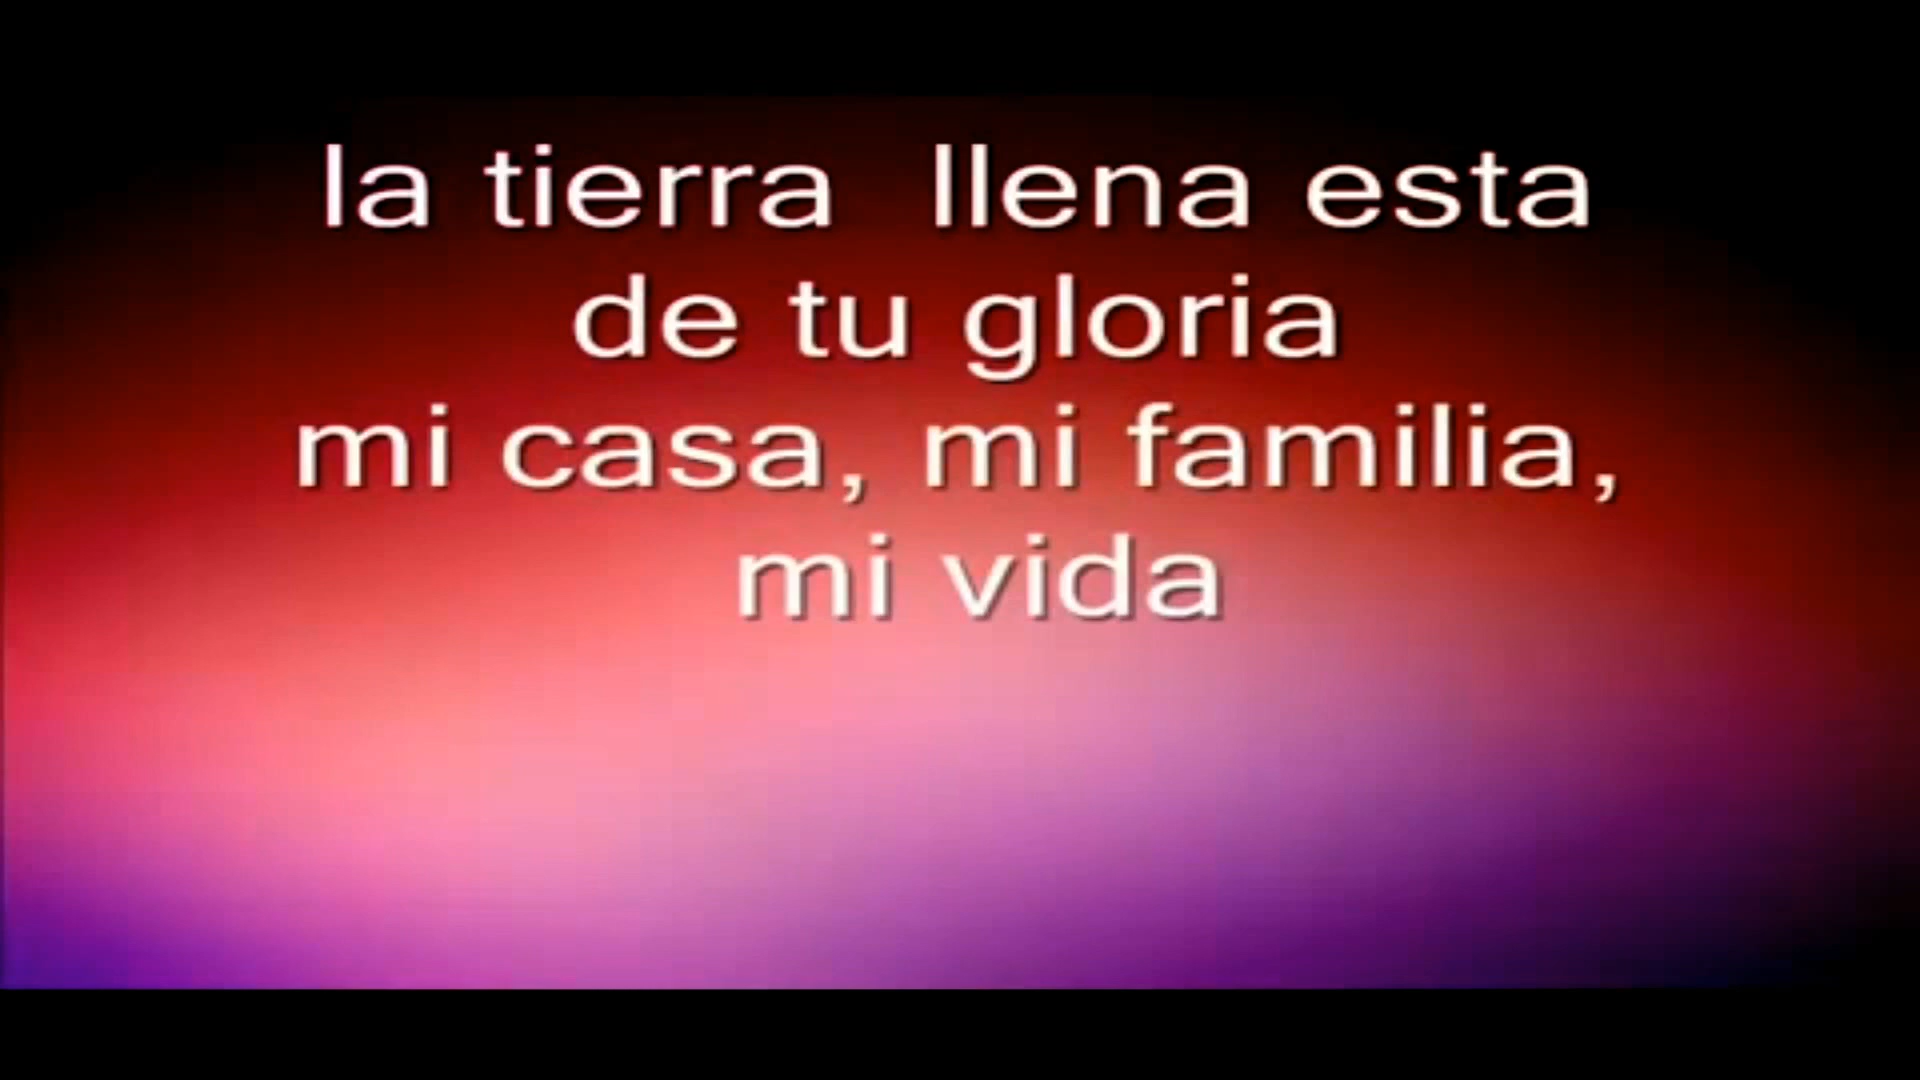 la tierra  llena esta
de tu gloria
mi casa, mi familia,
mi vida